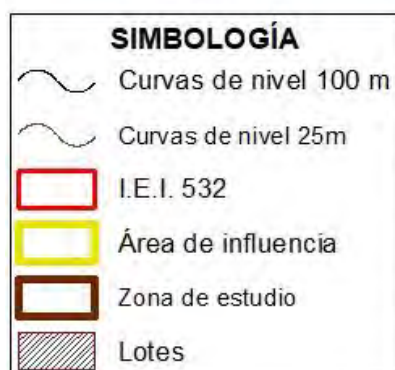 SIMBOLOGÍA
Curvas de nivel 100 m
Curvas de nivel 25m
I.E.I. 532
Área de influencia
Zona de estudio
Lotes